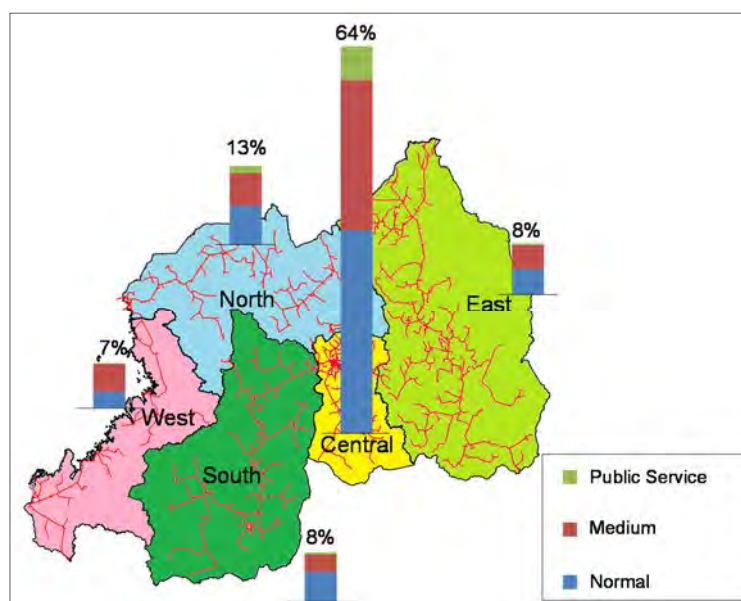 64%
13%
8%
North
East
7%
West
Central
South
8%
Public Service
Medium
Normal